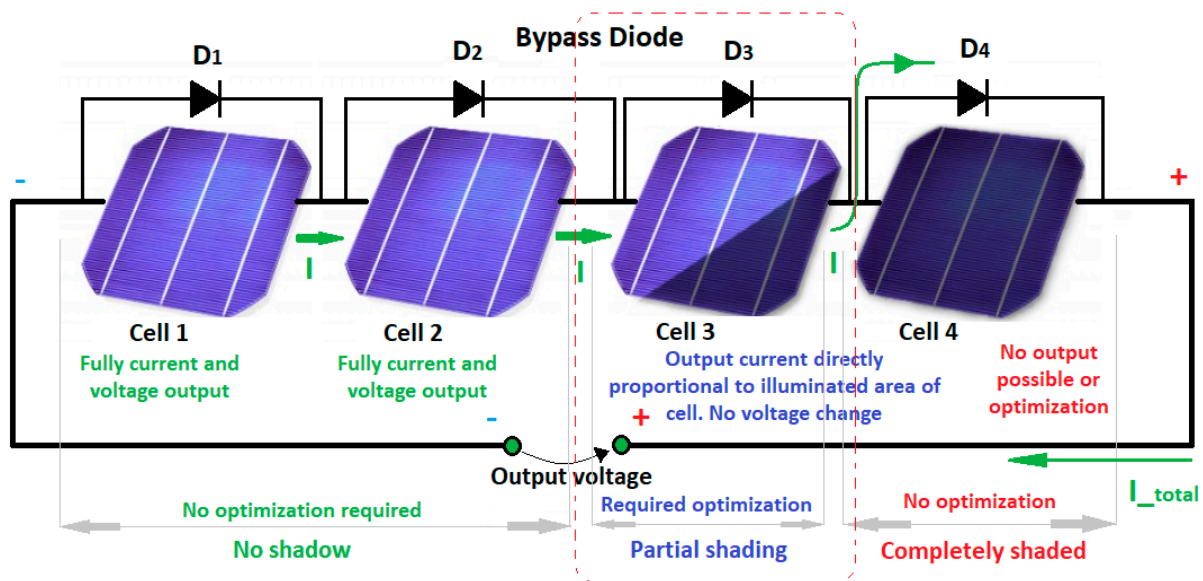 Bypass Diode
D1
D2
D3
D4
-
+
I
I
I
Cell 1
Cell 2
Cell 3
Cell 4
Fully current and
voltage output
Fully current and
voltage output
Output current directly
proportional to illuminated area of
cell. No voltage change
No output
possible or
optimization
-
+
Output voltage
I_total
No optimization required
Required optimization
No optimization
No shadow
Partial shading
Completely shaded